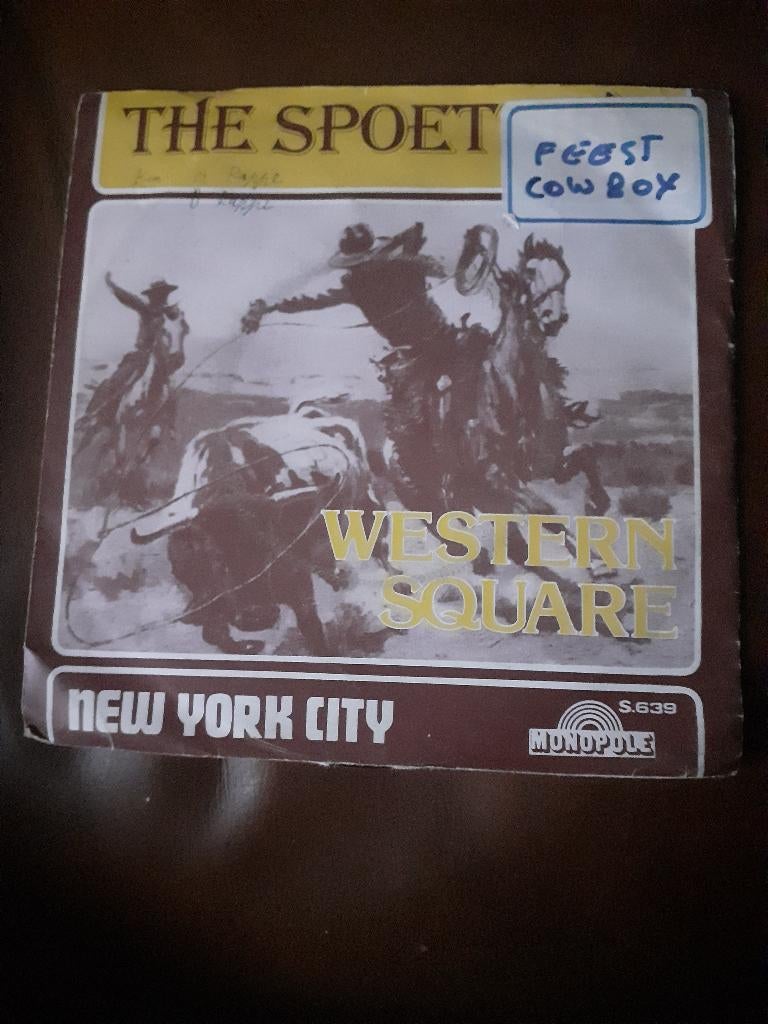 THE SPOET
FEEST
COWBOY
WESTERN
SQUARE
NEW YORK CITY
S.639
MONOPOLE